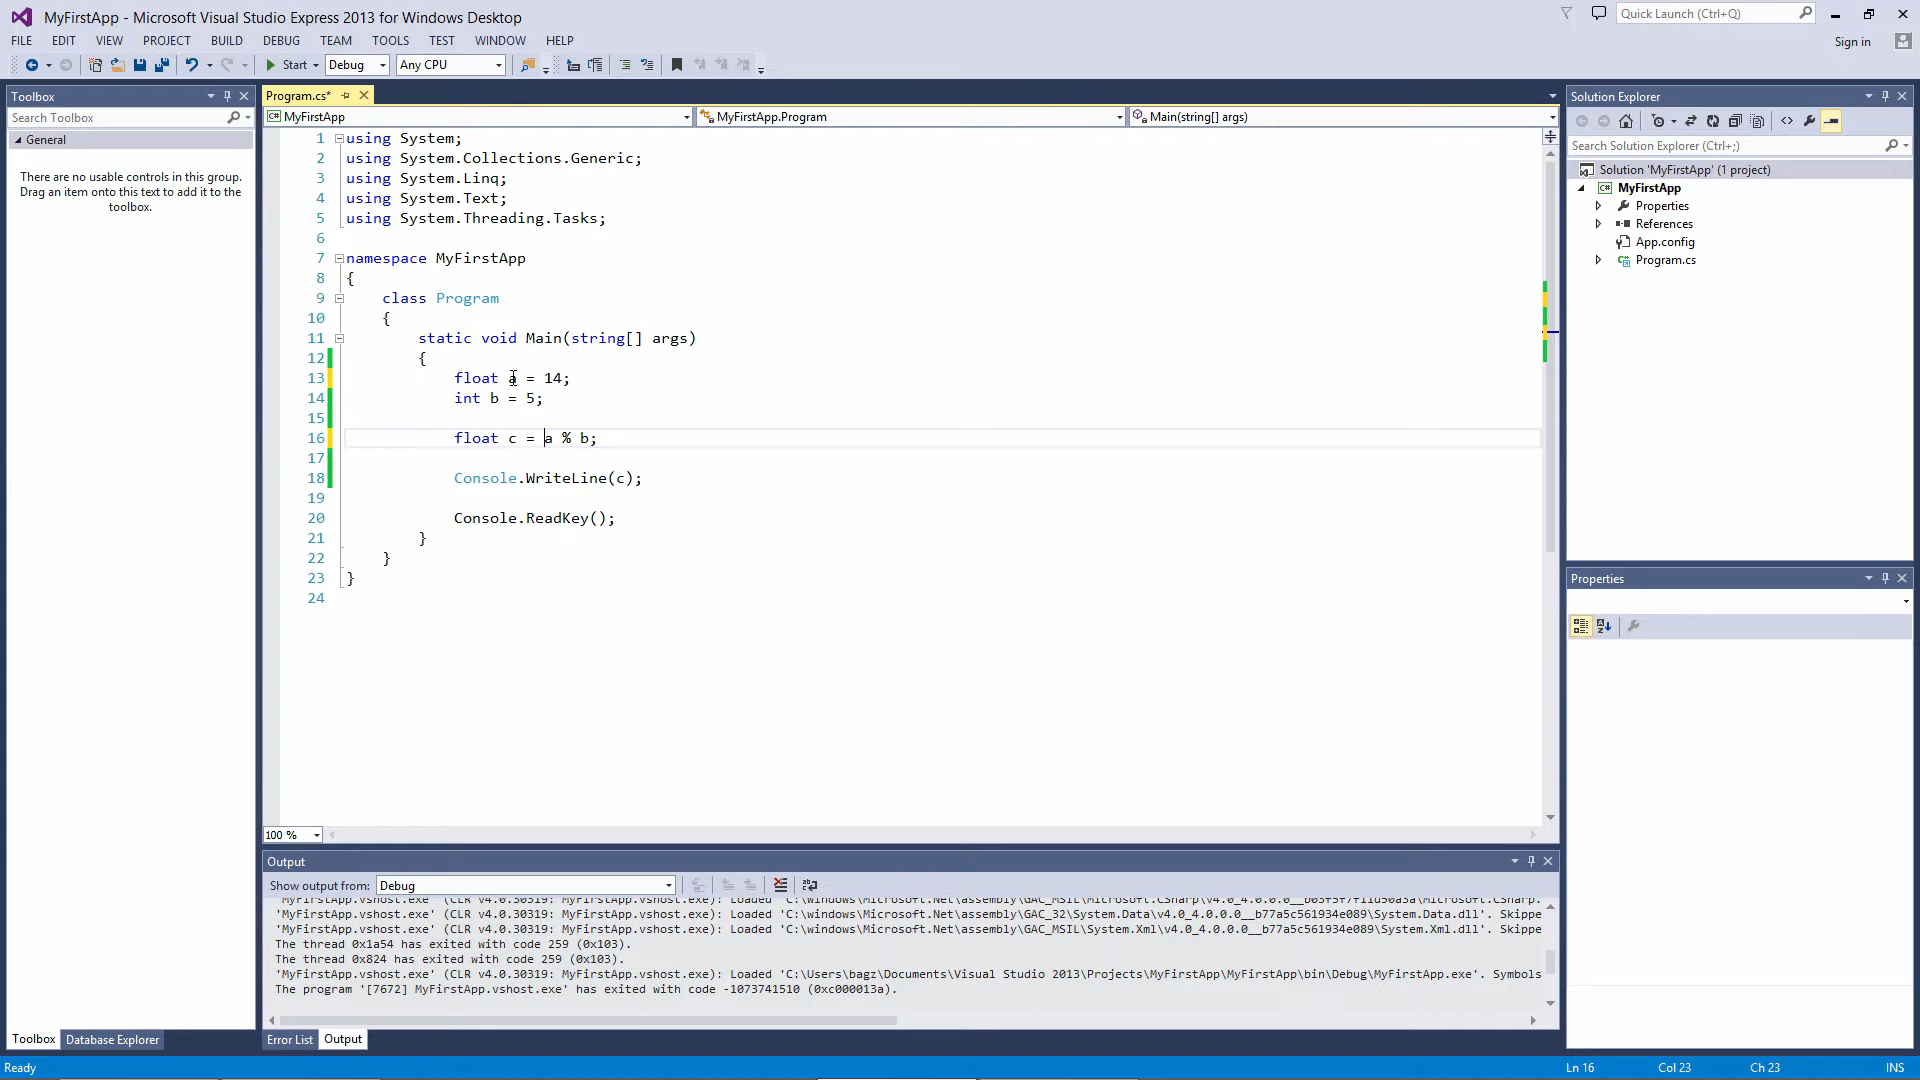 MyFirstApp - Microsoft Visual Studio Express 2013 for Windows Desktop
Quick Launch (Ctrl+Q)
FILE EDIT VIEW PROJECT BUILD DEBUG TEAM TOOLS TEST WINDOW HELP
Sign in
Start Debug Any CPU
Toolbox
Search Toolbox
General
There are no usable controls in this group.
Drag an item onto this text to add it to the
toolbox.
Program.cs*
MyFirstApp MyFirstApp.Program Main(string[] args)
1 using System;
2 using System.Collections.Generic;
3 using System.Linq;
4 using System.Text;
5 using System.Threading.Tasks;
6
7 namespace MyFirstApp
8 {
9 class Program
10 {
11 static void Main(string[] args)
12 {
13 float a = 14;
14 int b = 5;
15
16 float c = a % b;
17
18 Console.WriteLine(c);
19
20 Console.ReadKey();
21 }
22 }
23 }
24
100 %
Solution Explorer
Search Solution Explorer (Ctrl+;)
Solution 'MyFirstApp' (1 project)
MyFirstApp
Properties
References
App.config
Program.cs
Properties
Output
Show output from: Debug
'MyFirstApp.vshost.exe' (CLR v4.0.30319: MyFirstApp.vshost.exe): Loaded
'MyFirstApp.vshost.exe' (CLR v4.0.30319: MyFirstApp.vshost.exe): Loaded 'C:\windows\Microsoft.Net\assembly\GAC_32\System.Data\v4.0_4.0.0.0__b77a5c561934e089\System.Data.dll'. Skippe
'MyFirstApp.vshost.exe' (CLR v4.0.30319: MyFirstApp.vshost.exe): Loaded 'C:\windows\Microsoft.Net\assembly\GAC_MSIL\System.Xml\v4.0_4.0.0.0__b77a5c561934e089\System.Xml.dll'. Skippe
The thread 0x1a54 has exited with code 259 (0x103).
The thread 0x824 has exited with code 259 (0x103).
'MyFirstApp.vshost.exe' (CLR v4.0.30319: MyFirstApp.vshost.exe): Loaded 'C:\Users\bagz\Documents\Visual Studio 2013\Projects\MyFirstApp\MyFirstApp\bin\Debug\MyFirstApp.exe'. Symbols
The program '[7672] MyFirstApp.vshost.exe' has exited with code -1073741510 (0xc000013a).
Toolbox Database Explorer
Error List Output
Ready
Ln 16 Col 23 Ch 23 INS